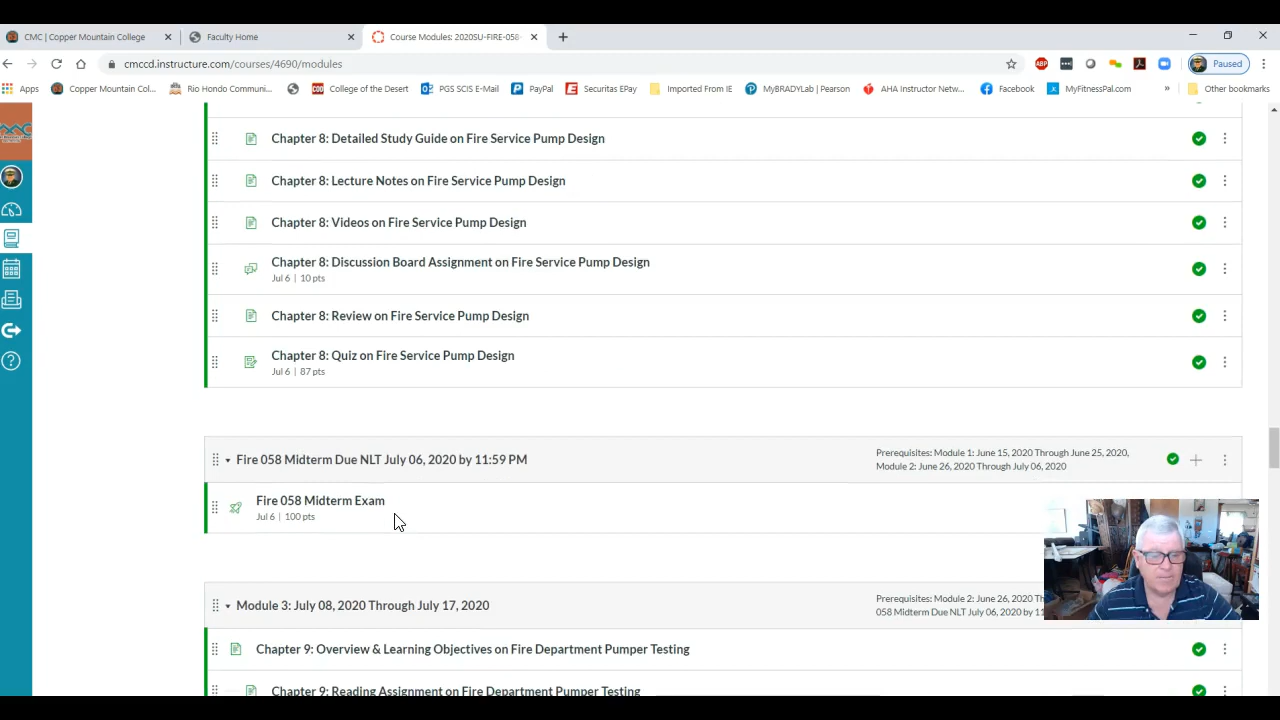 CMC | Copper Mountain College
Faculty Home
Course Modules: 2020SU-FIRE-058-
cmccd.instructure.com/courses/4690/modules
ABP
Paused
Apps
Copper Mountain Col...
Rio Hondo Communi...
COD
College of the Desert
PGS SCIS E-Mail
PayPal
Securitas EPay
Imported From IE
MyBRADYLab | Pearson
AHA Instructor Netw...
Facebook
MyFitnessPal.com
»
Other bookmarks
Chapter 8: Detailed Study Guide on Fire Service Pump Design
Chapter 8: Lecture Notes on Fire Service Pump Design
Chapter 8: Videos on Fire Service Pump Design
Chapter 8: Discussion Board Assignment on Fire Service Pump Design
Jul 6 | 10 pts
Chapter 8: Review on Fire Service Pump Design
Chapter 8: Quiz on Fire Service Pump Design
Jul 6 | 87 pts
Fire 058 Midterm Due NLT July 06, 2020 by 11:59 PM
Prerequisites: Module 1: June 15, 2020 Through June 25, 2020,
Module 2: June 26, 2020 Through July 06, 2020
Fire 058 Midterm Exam
Jul 6 | 100 pts
Module 3: July 08, 2020 Through July 17, 2020
Prerequisites: Module 2: June 26, 2020 Th
058 Midterm Due NLT July 06, 2020 by 11
Chapter 9: Overview & Learning Objectives on Fire Department Pumper Testing
Chapter 9: Reading Assignment on Fire Department Pumper Testing